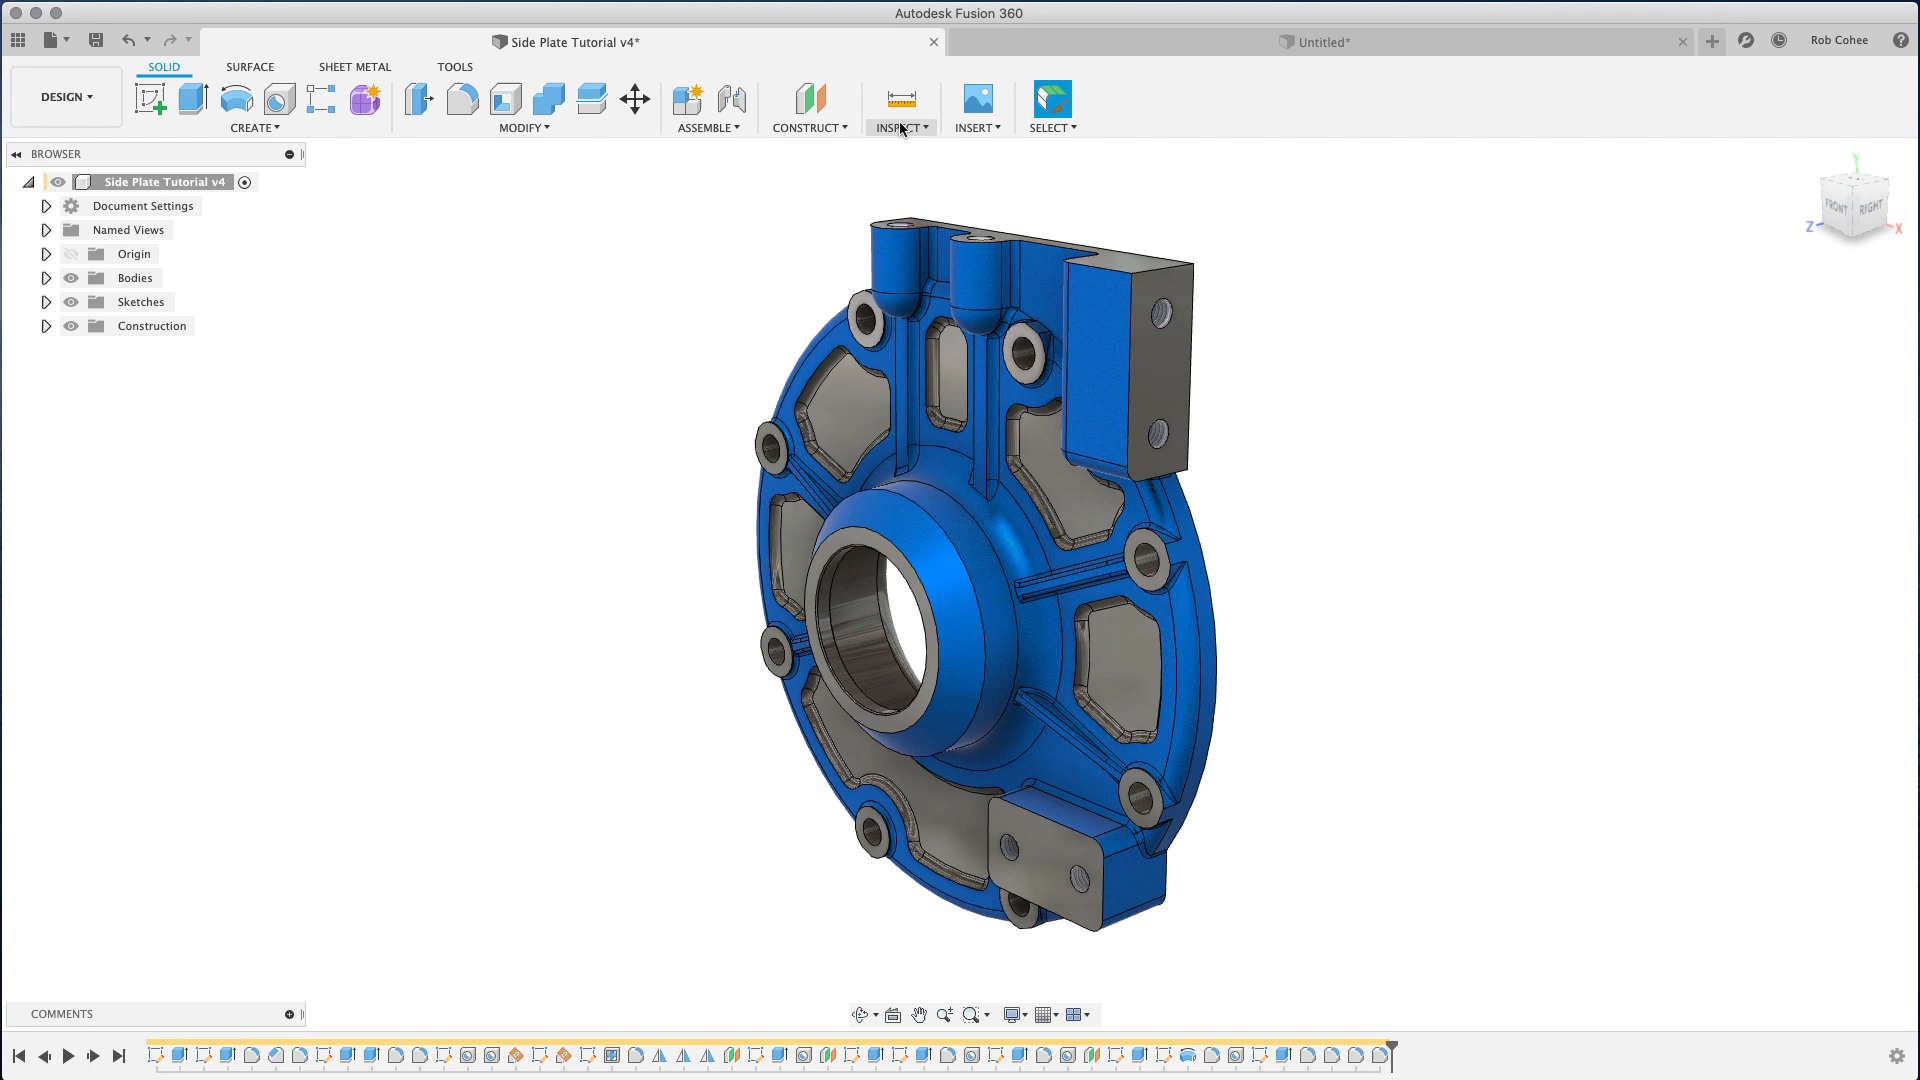 Autodesk Fusion 360
Side Plate Tutorial v4*
Untitled*
Rob Cohee
DESIGN
SOLID
SURFACE
SHEET METAL
TOOLS
CREATE
MODIFY
ASSEMBLE
CONSTRUCT
INSPECT
INSERT
SELECT
BROWSER
Side Plate Tutorial v4
Document Settings
Named Views
Origin
Bodies
Sketches
Construction
Y
FRONT
RIGHT
Z
X
COMMENTS